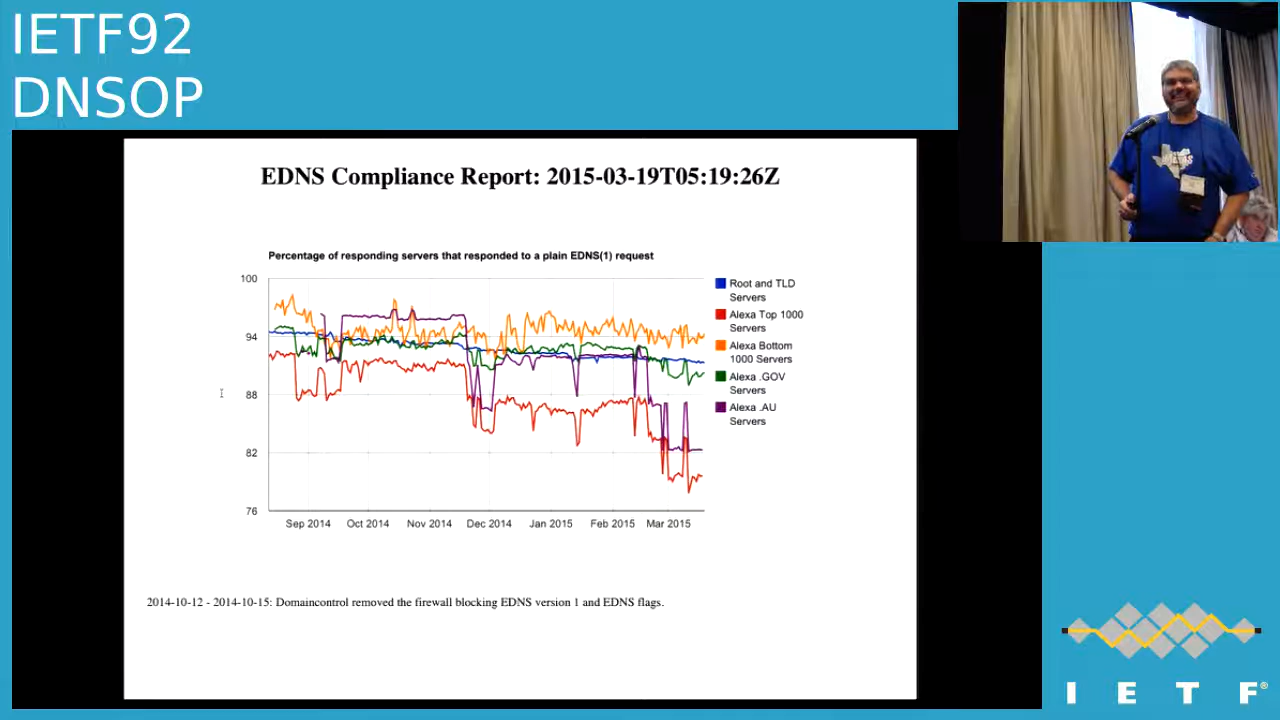 IETF92
DNSOP
EDNS Compliance Report: 2015-03-19T05:19:26Z
Percentage of responding servers that responded to a plain EDNS(1) request
100
94
88
82
76
Sep 2014 Oct 2014 Nov 2014 Dec 2014 Jan 2015 Feb 2015 Mar 2015
Root and TLD
Servers
Alexa Top 1000
Servers
Alexa Bottom
1000 Servers
Alexa .GOV
Servers
Alexa .AU
Servers
2014-10-12 - 2014-10-15: Domaincontrol removed the firewall blocking EDNS version 1 and EDNS flags.
I E T F®